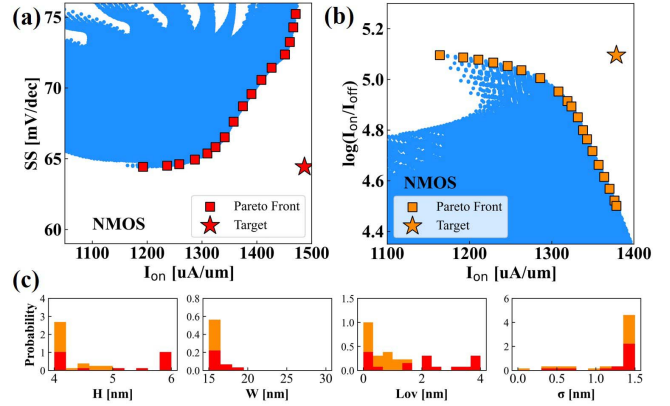 (a)
75
70
65
60
SS [mV/dec]
NMOS
Pareto Front
Target
1100 1200 1300 1400 1500
Ion [uA/um]
(b)
5.2
5.0
4.8
4.6
4.4
log(Ion/Ioff)
NMOS
Pareto Front
Target
1100 1200 1300 1400
Ion [uA/um]
(c)
Probability
4
3
2
1
0
4 5 6
H [nm]
0.8
0.6
0.4
0.2
0.0
15 20 25 30
W [nm]
1.5
1.0
0.5
0.0
0 2 4
Lov [nm]
6
4
2
0
0.0 0.5 1.0 1.5
σ [nm]